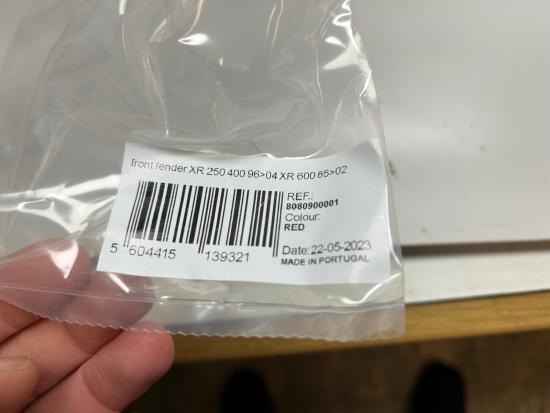 front fender XR 250 400 96>04 XR 600 85>02
REF.:
8080900001
Colour:
RED
Date: 22-05-2023
MADE IN PORTUGAL
5 604415 139321